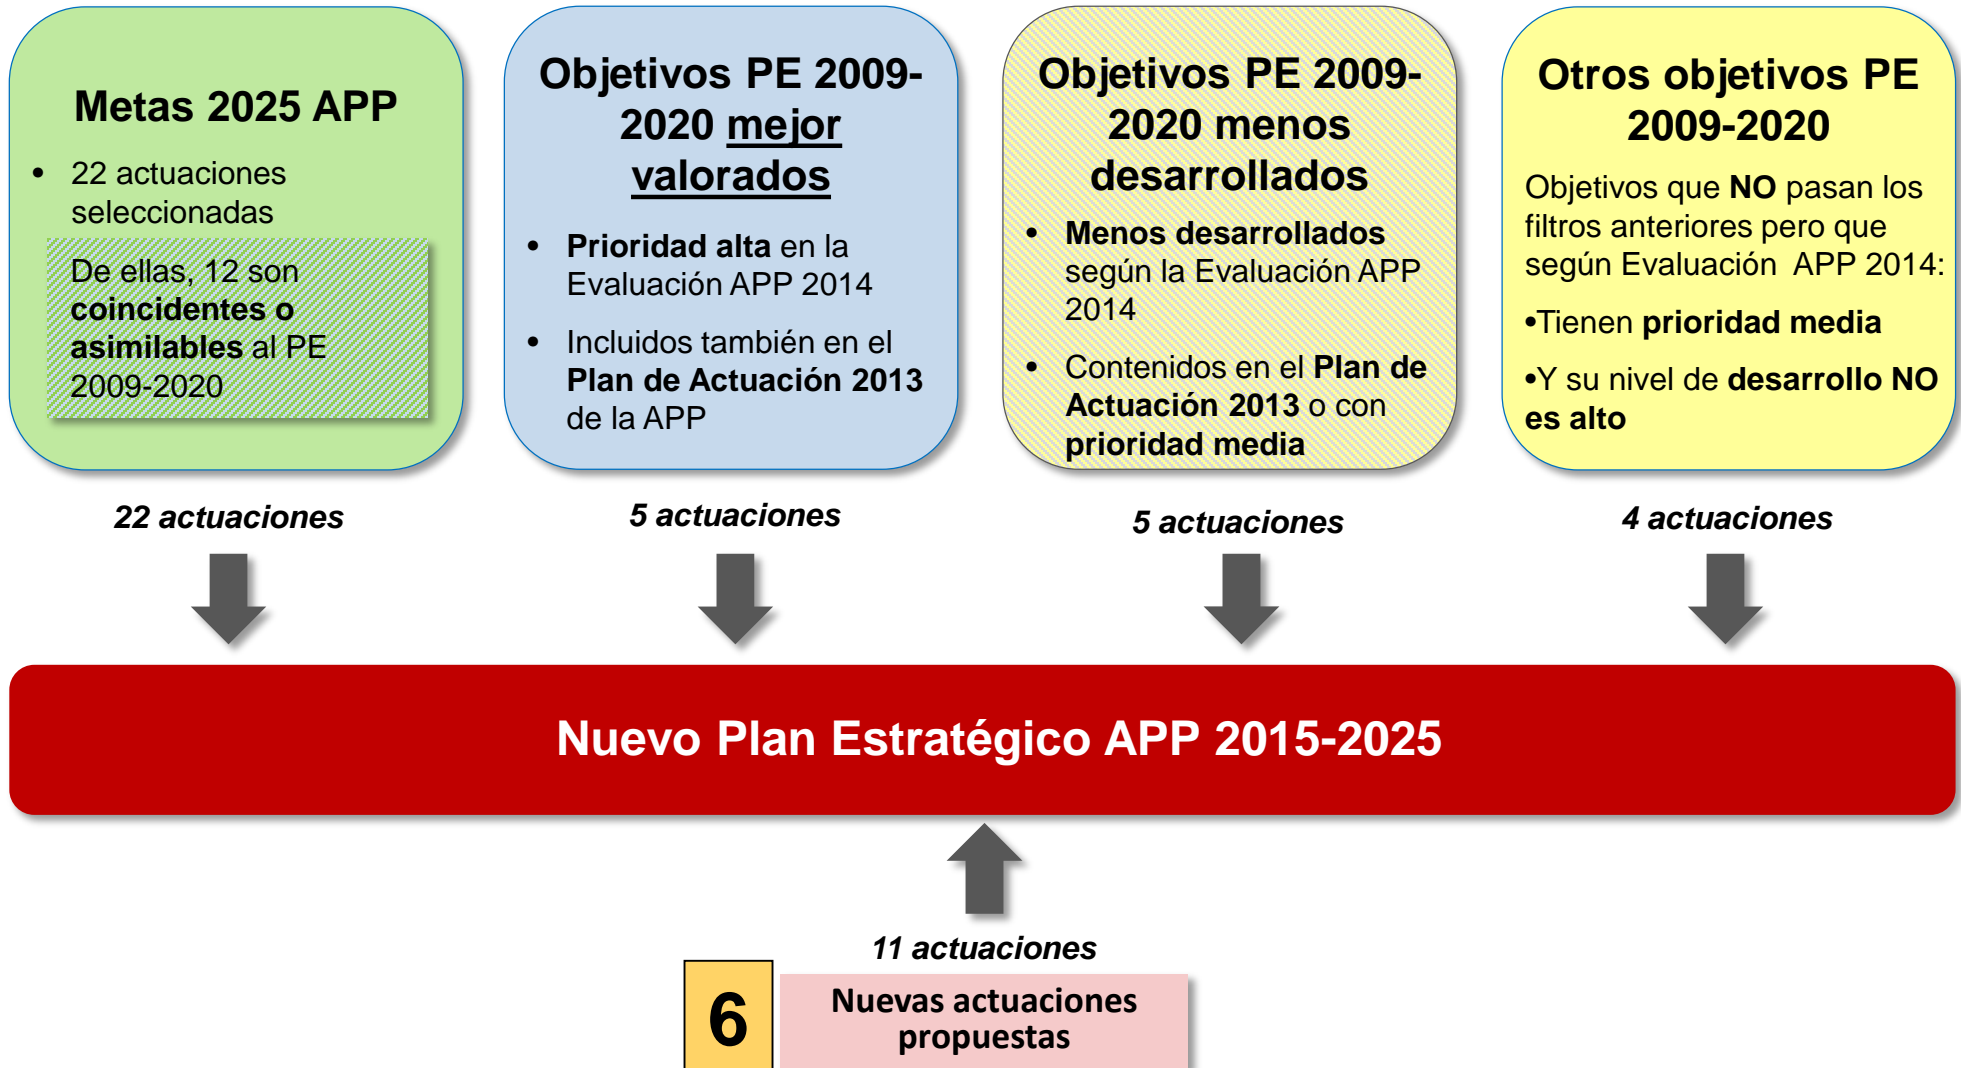 Metas 2025 APP
• 22 actuaciones
seleccionadas
De ellas, 12 son
coincidentes o
asimilables al PE
2009-2020
Objetivos PE 2009-
2020 mejor
valorados
• Prioridad alta en la
Evaluación APP 2014
• Incluidos también en el
Plan de Actuación 2013
de la APP
Objetivos PE 2009-
2020 menos
desarrollados
• Menos desarrollados
según la Evaluación APP
2014
• Contenidos en el Plan de
Actuación 2013 o con
prioridad media
Otros objetivos PE
2009-2020
Objetivos que NO pasan los
filtros anteriores pero que
según Evaluación APP 2014:
•Tienen prioridad media
•Y su nivel de desarrollo NO
es alto
22 actuaciones
5 actuaciones
5 actuaciones
4 actuaciones
Nuevo Plan Estratégico APP 2015-2025
11 actuaciones
6
Nuevas actuaciones
propuestas